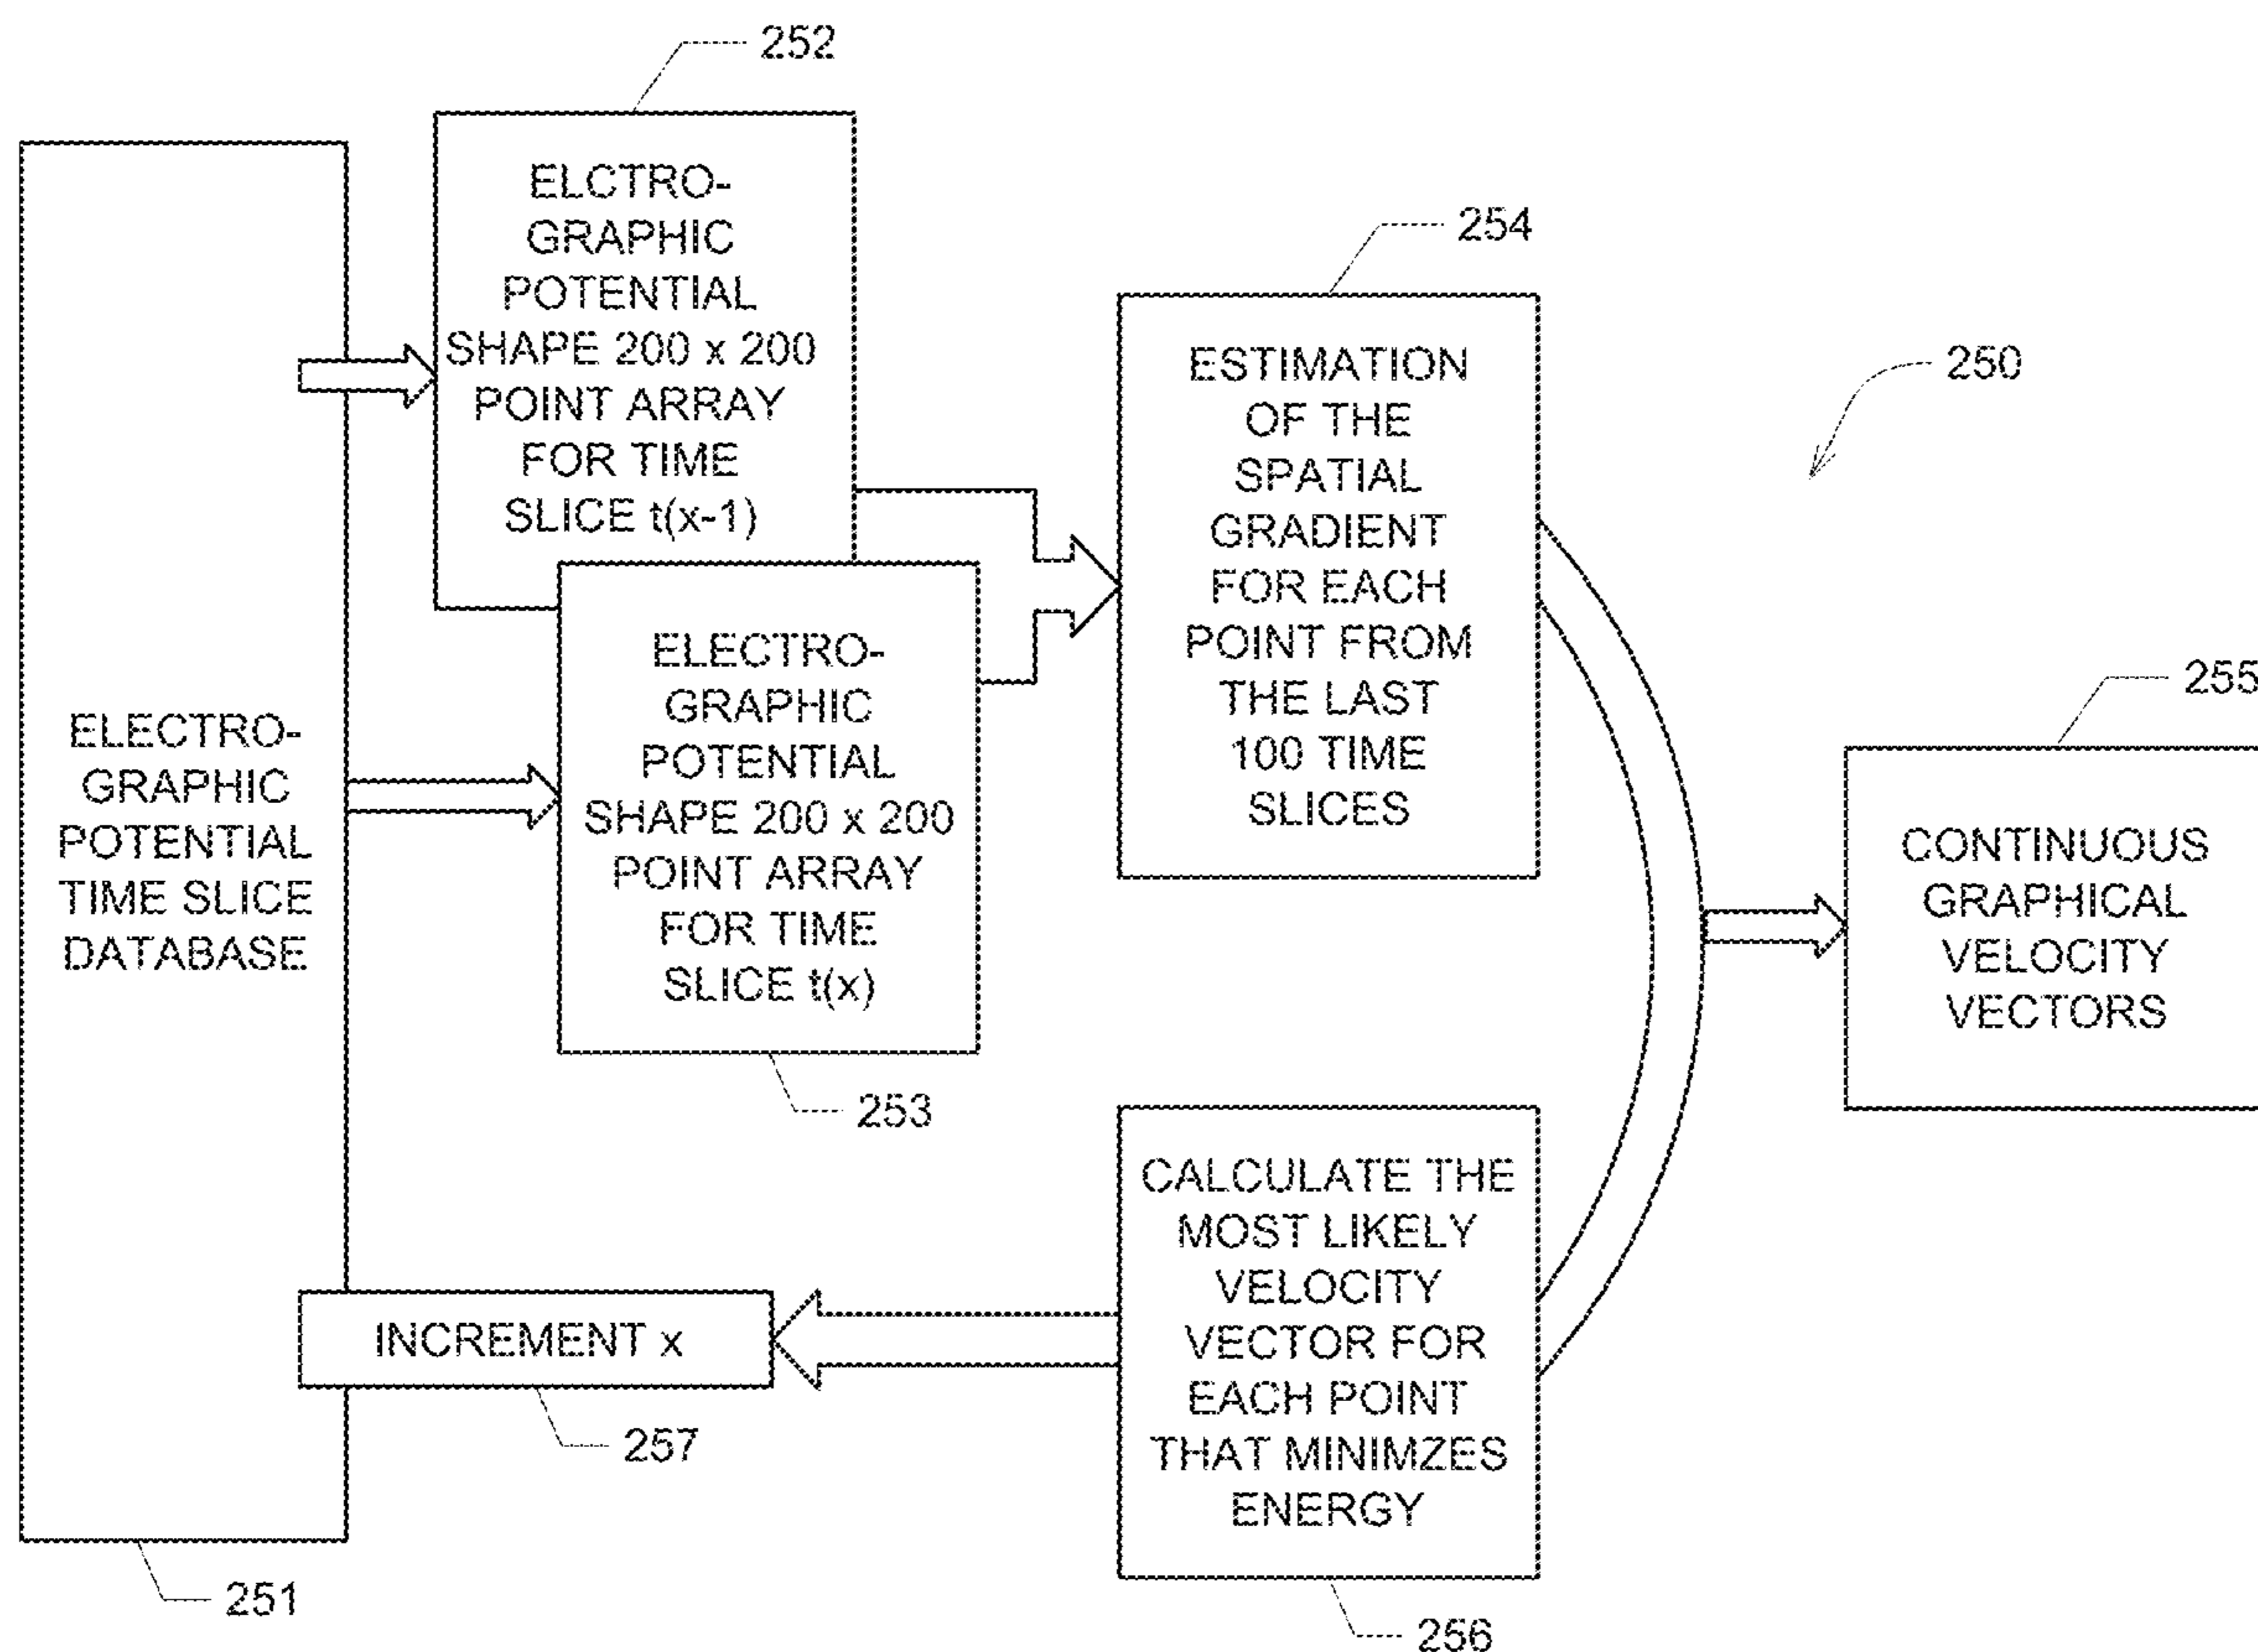 252
ELCTRO-
GRAPHIC
POTENTIAL
SHAPE 200 x 200
POINT ARRAY
FOR TIME
SLICE t(x-1)
254
ESTIMATION
OF THE
SPATIAL
GRADIENT
FOR EACH
POINT FROM
THE LAST
100 TIME
SLICES
250
ELECTRO-
GRAPHIC
POTENTIAL
TIME SLICE
DATABASE
ELECTRO-
GRAPHIC
POTENTIAL
SHAPE 200 x 200
POINT ARRAY
FOR TIME
SLICE t(x)
253
255
CONTINUOUS
GRAPHICAL
VELOCITY
VECTORS
CALCULATE THE
MOST LIKELY
VELOCITY
VECTOR FOR
EACH POINT
THAT MINIMZES
ENERGY
INCREMENT x
257
251
256